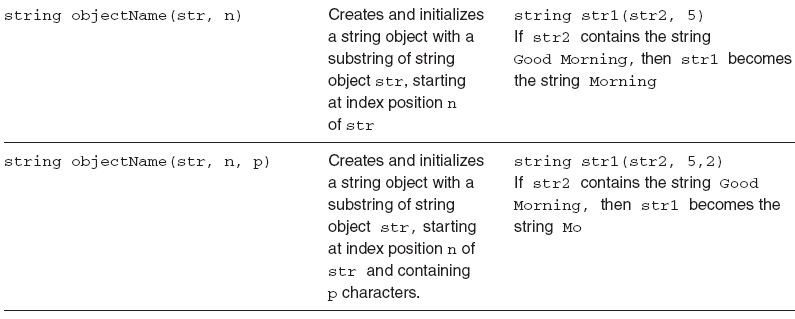 string objectName(str, n)
Creates and initializes
a string object with a
substring of string
object str, starting
at index position n
of str
string str1(str2, 5)
If str2 contains the string
Good Morning, then str1 becomes
the string Morning
string objectName(str, n, p)
Creates and initializes
a string object with a
substring of string
object str, starting
at index position n of
str and containing
p characters.
string str1(str2, 5,2)
If str2 contains the string Good
Morning, then str1 becomes the
string Mo